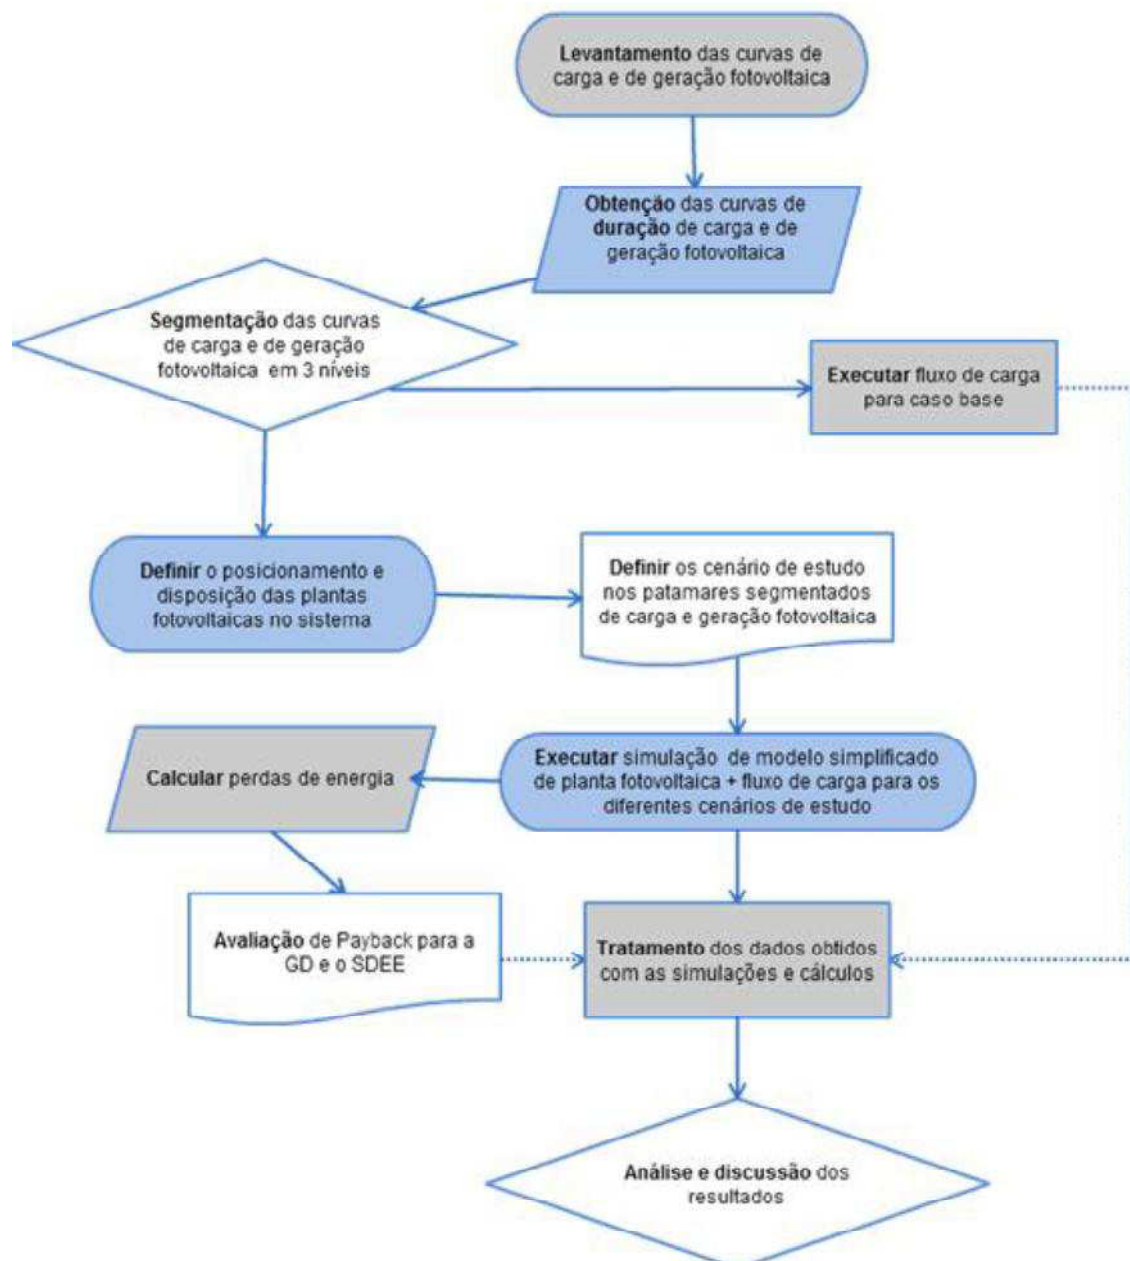 Levantamento das curvas de
carga e de geração fotovoltaica
Obtenção das curvas de
duração de carga e de
geração fotovoltaica
Segmentação das curvas
de carga e de geração
fotovoltaica em 3 níveis
Executar fluxo de carga
para caso base
Definir o posicionamento e
disposição das plantas
fotovoltaicas no sistema
Definir os cenário de estudo
nos patamares segmentados
de carga e geração fotovoltaica
Executar simulação de modelo simplificado
de planta fotovoltaica + fluxo de carga para os
diferentes cenários de estudo
Calcular perdas de energia
Avaliação de Payback para a
GD e o SDEE
Tratamento dos dados obtidos
com as simulações e cálculos
Análise e discussão dos
resultados